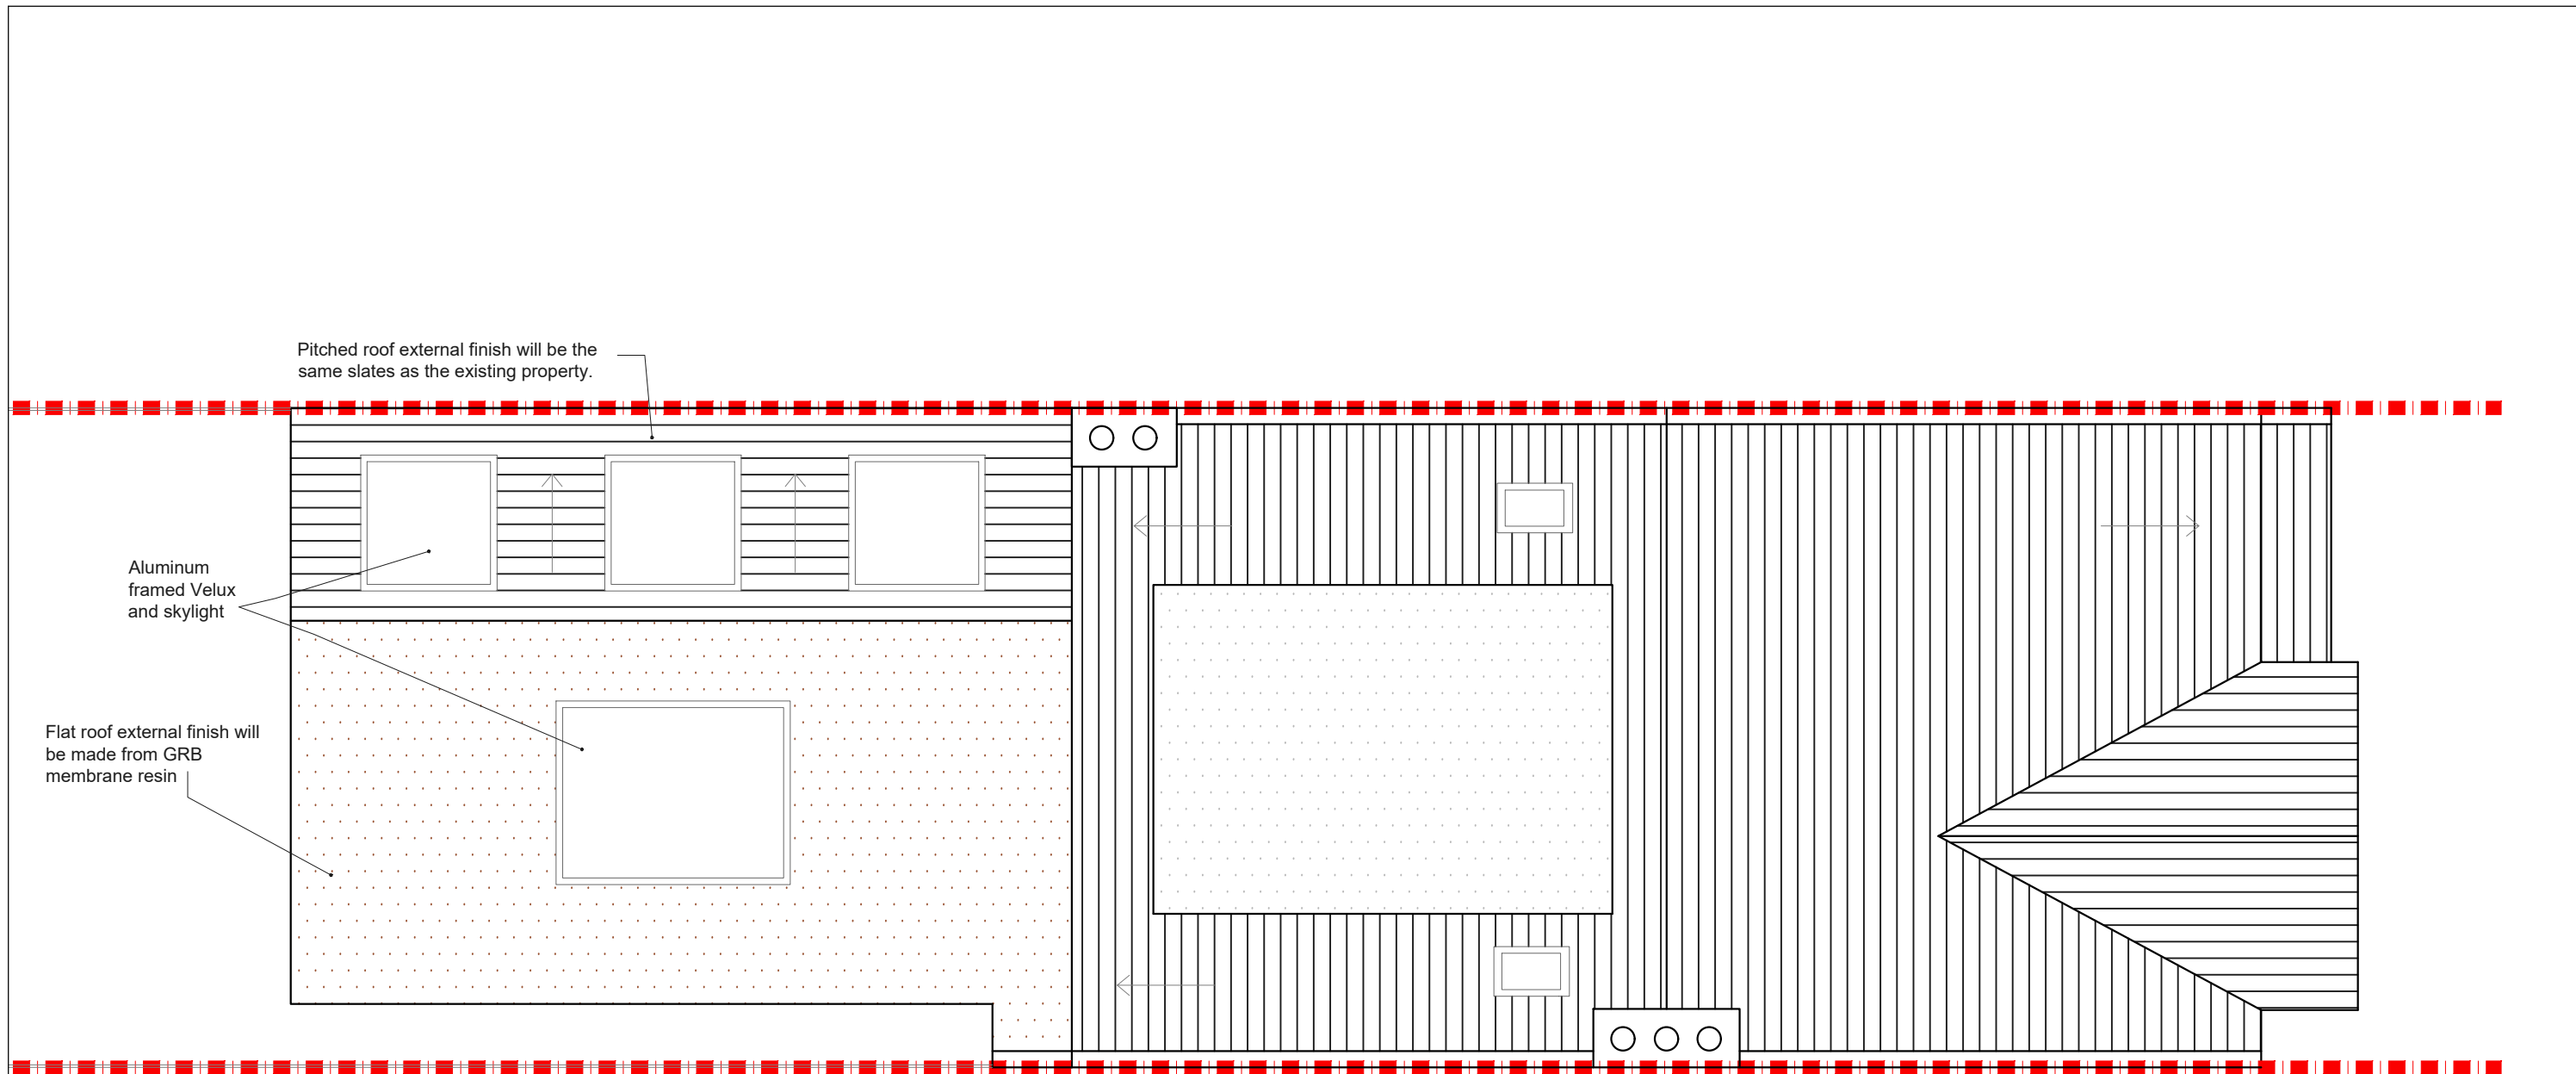 Pitched roof external finish will be the
same slates as the existing property.
Aluminum
framed Velux
and skylight
Flat roof external finish will
be made from GRB
membrane resin